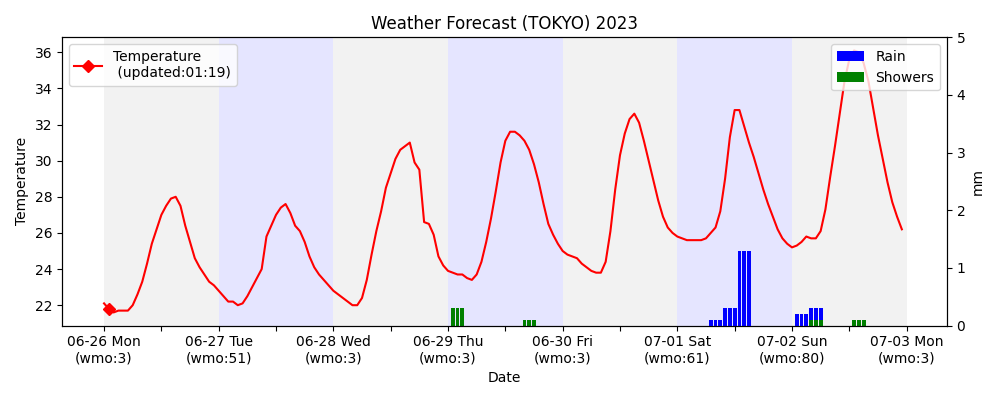 Weather Forecast (TOKYO) 2023
Temperature
(updated:01:19)
Rain
Showers
Temperature
36
34
32
30
28
26
24
22
5
4
3
2
1
0
mm
06-26 Mon
(wmo:3)
06-27 Tue
(wmo:51)
06-28 Wed
(wmo:3)
06-29 Thu
(wmo:3)
06-30 Fri
(wmo:3)
07-01 Sat
(wmo:61)
07-02 Sun
(wmo:80)
07-03 Mon
(wmo:3)
Date